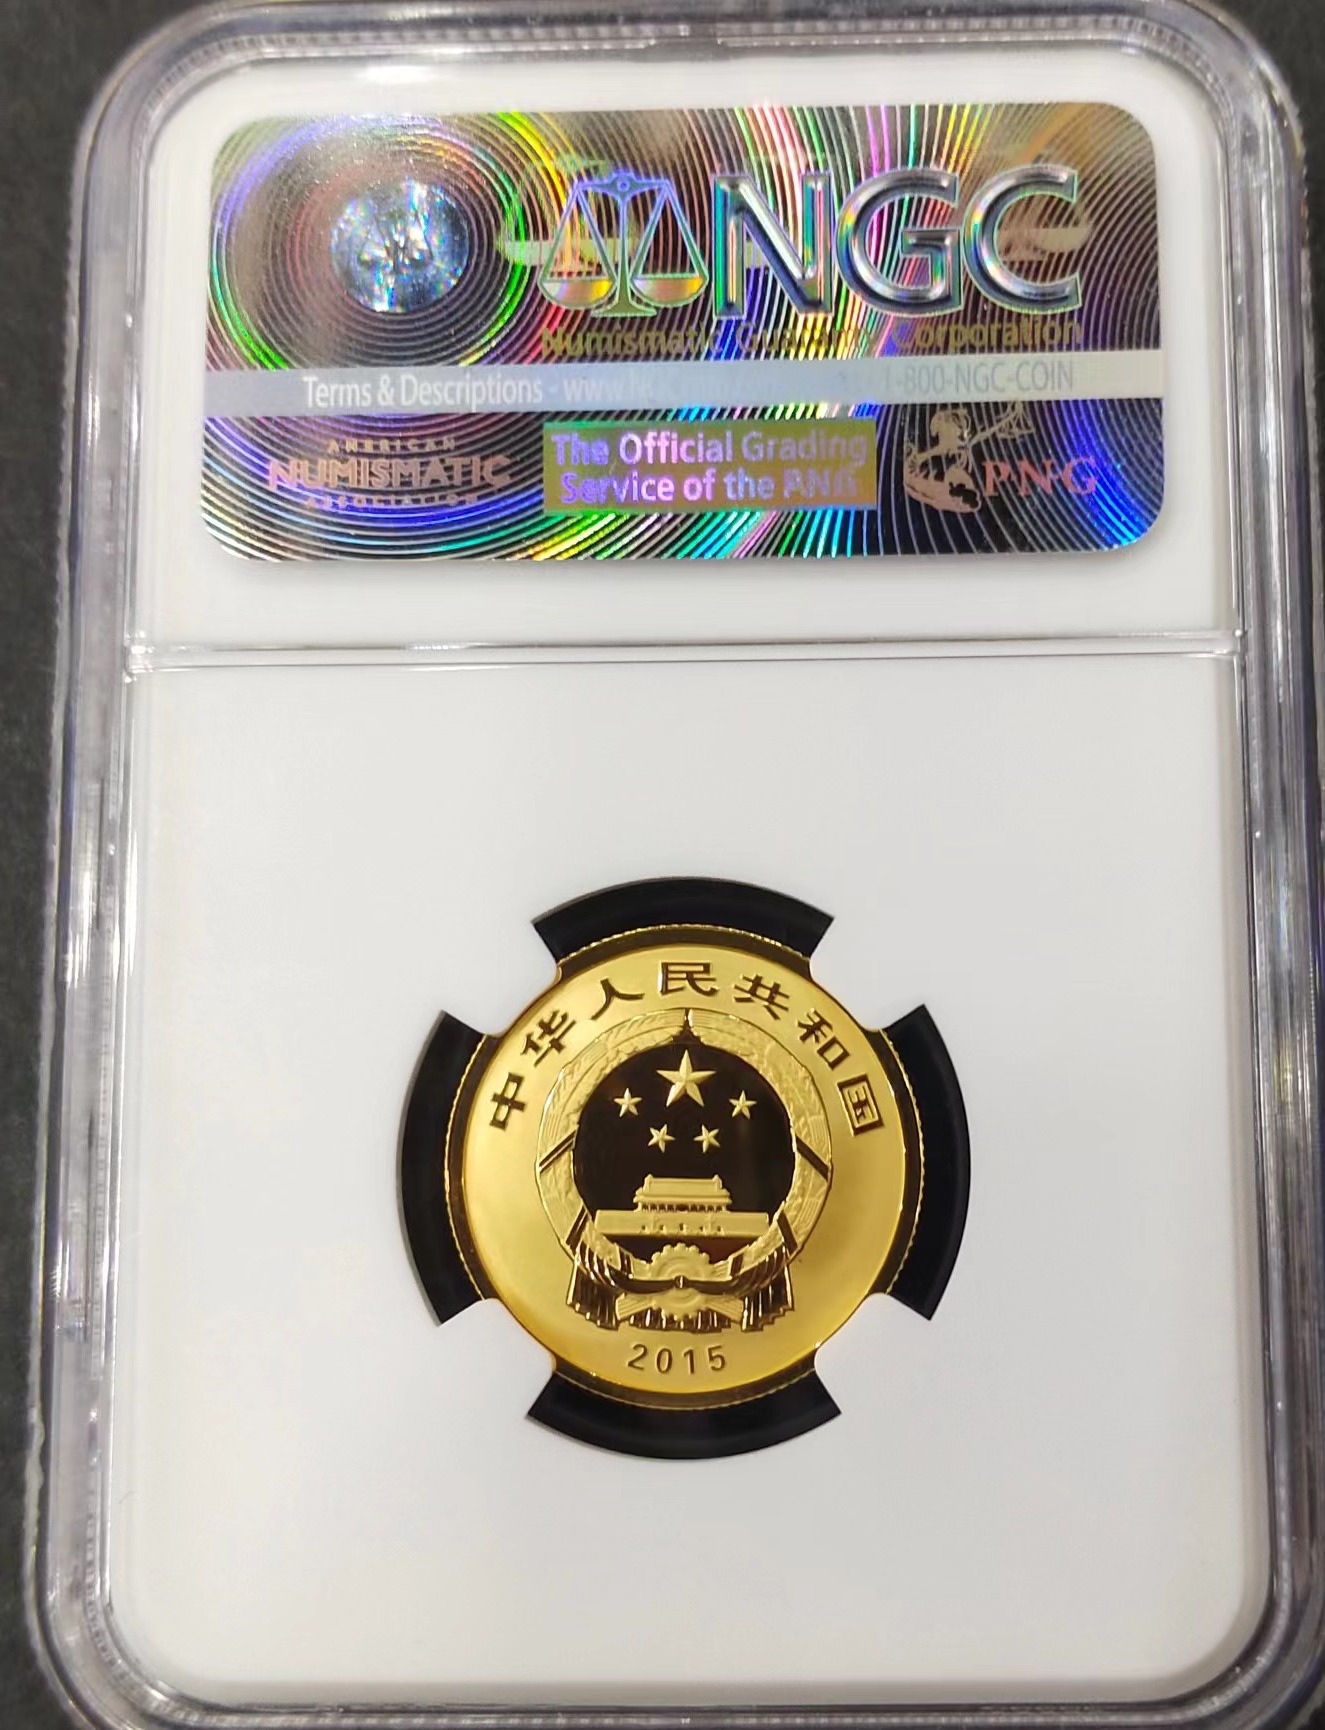 NGC
Numismatic Guaranty Corporation
Terms & Descriptions - www. 1-800-NGC-COIN
AMERICAN
NUMISMATIC
ASSOCIATION
The Official Grading
Service of the PNG
PNG
中华人民共和国
2015